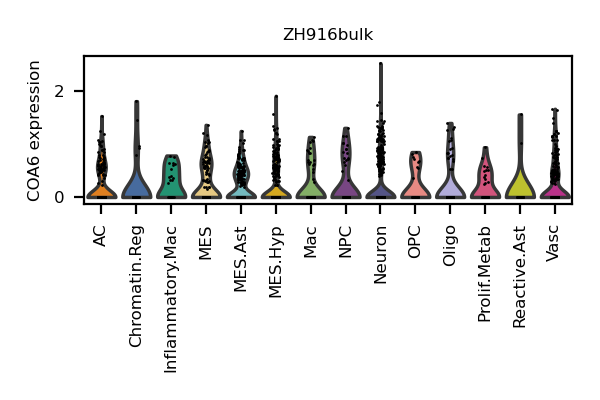 ZH916bulk
COA6 expression
2
0
AC
Chromatin.Reg
Inflammatory.Mac
MES
MES.Ast
MES.Hyp
Mac
NPC
Neuron
OPC
Oligo
Prolif.Metab
Reactive.Ast
Vasc